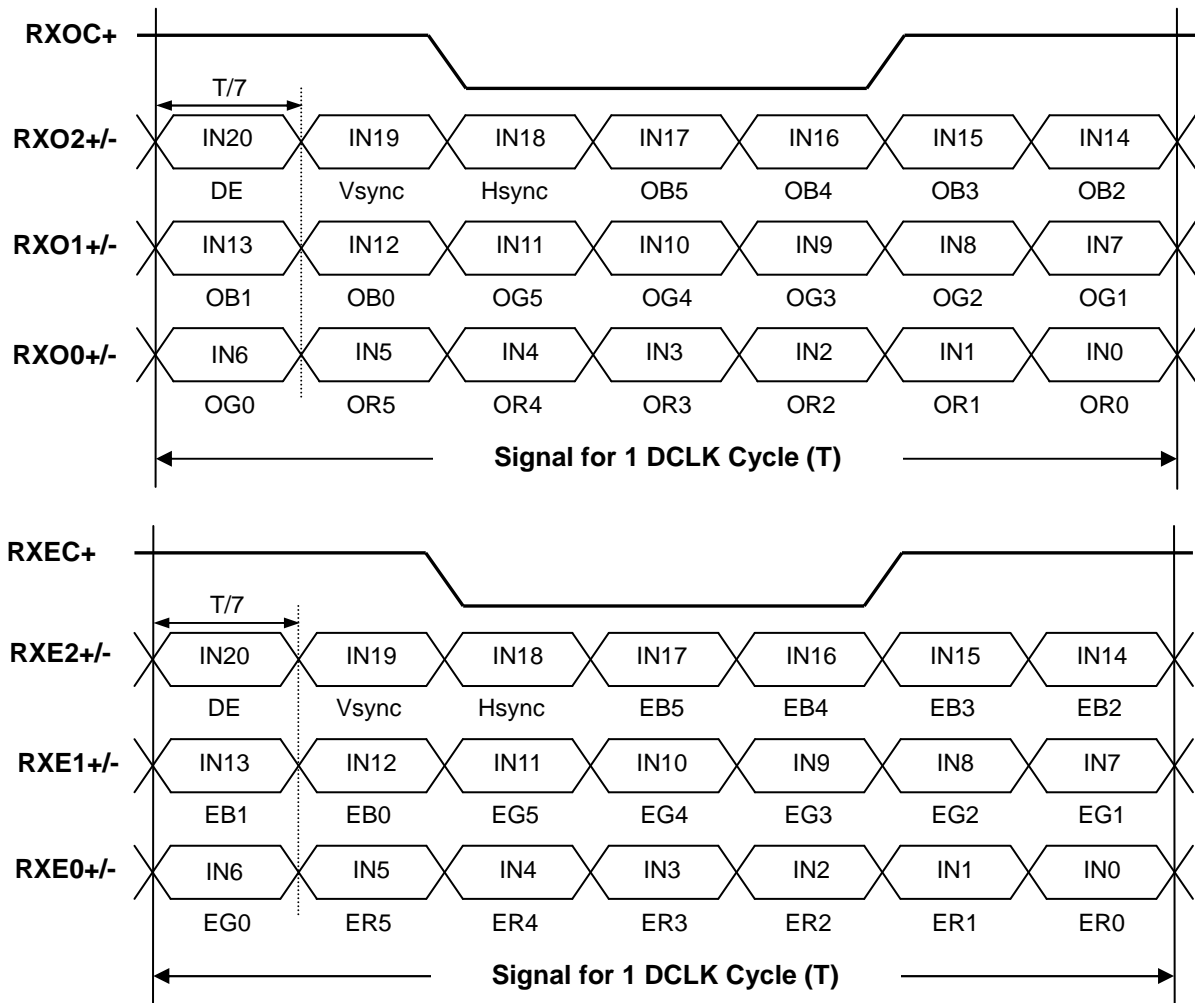 RXOC+
T/7
RXO2+/- IN20 IN19 IN18 IN17 IN16 IN15 IN14
DE Vsync Hsync OB5 OB4 OB3 OB2
RXO1+/- IN13 IN12 IN11 IN10 IN9 IN8 IN7
OB1 OB0 OG5 OG4 OG3 OG2 OG1
RXO0+/- IN6 IN5 IN4 IN3 IN2 IN1 IN0
OG0 OR5 OR4 OR3 OR2 OR1 OR0
Signal for 1 DCLK Cycle (T)
RXEC+
T/7
RXE2+/- IN20 IN19 IN18 IN17 IN16 IN15 IN14
DE Vsync Hsync EB5 EB4 EB3 EB2
RXE1+/- IN13 IN12 IN11 IN10 IN9 IN8 IN7
EB1 EB0 EG5 EG4 EG3 EG2 EG1
RXE0+/- IN6 IN5 IN4 IN3 IN2 IN1 IN0
EG0 ER5 ER4 ER3 ER2 ER1 ER0
Signal for 1 DCLK Cycle (T)